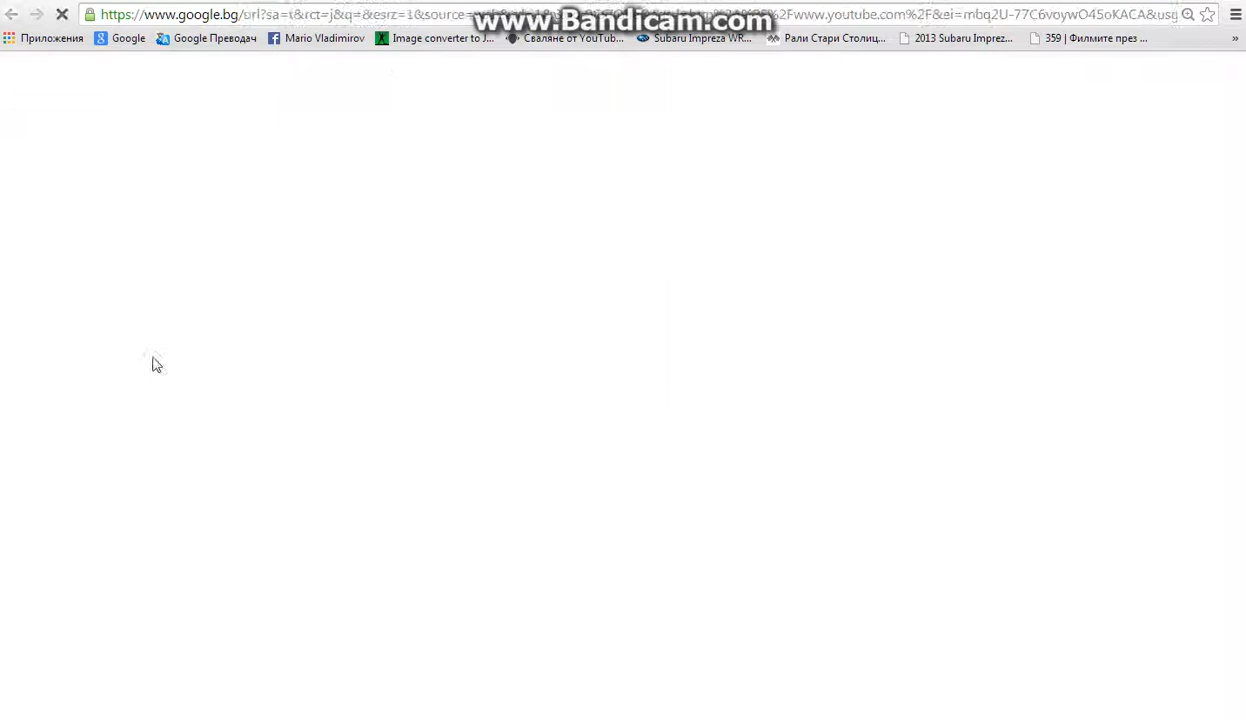 https://www.google.bg/url?sa=t&rct=j&q=&esrc=1&source= www.Bandicam.com %2Fwww.youtube.com%2F&ei=mbq2U-77C6voywO45oKACA&usg
Приложения Google Google Преводач Mario Vladimirov Image converter to J... Сваляне от YouTub... Subaru Impreza WR... Рали Стари Столиц... 2013 Subaru Imprez... 359 | Филмите през ... »